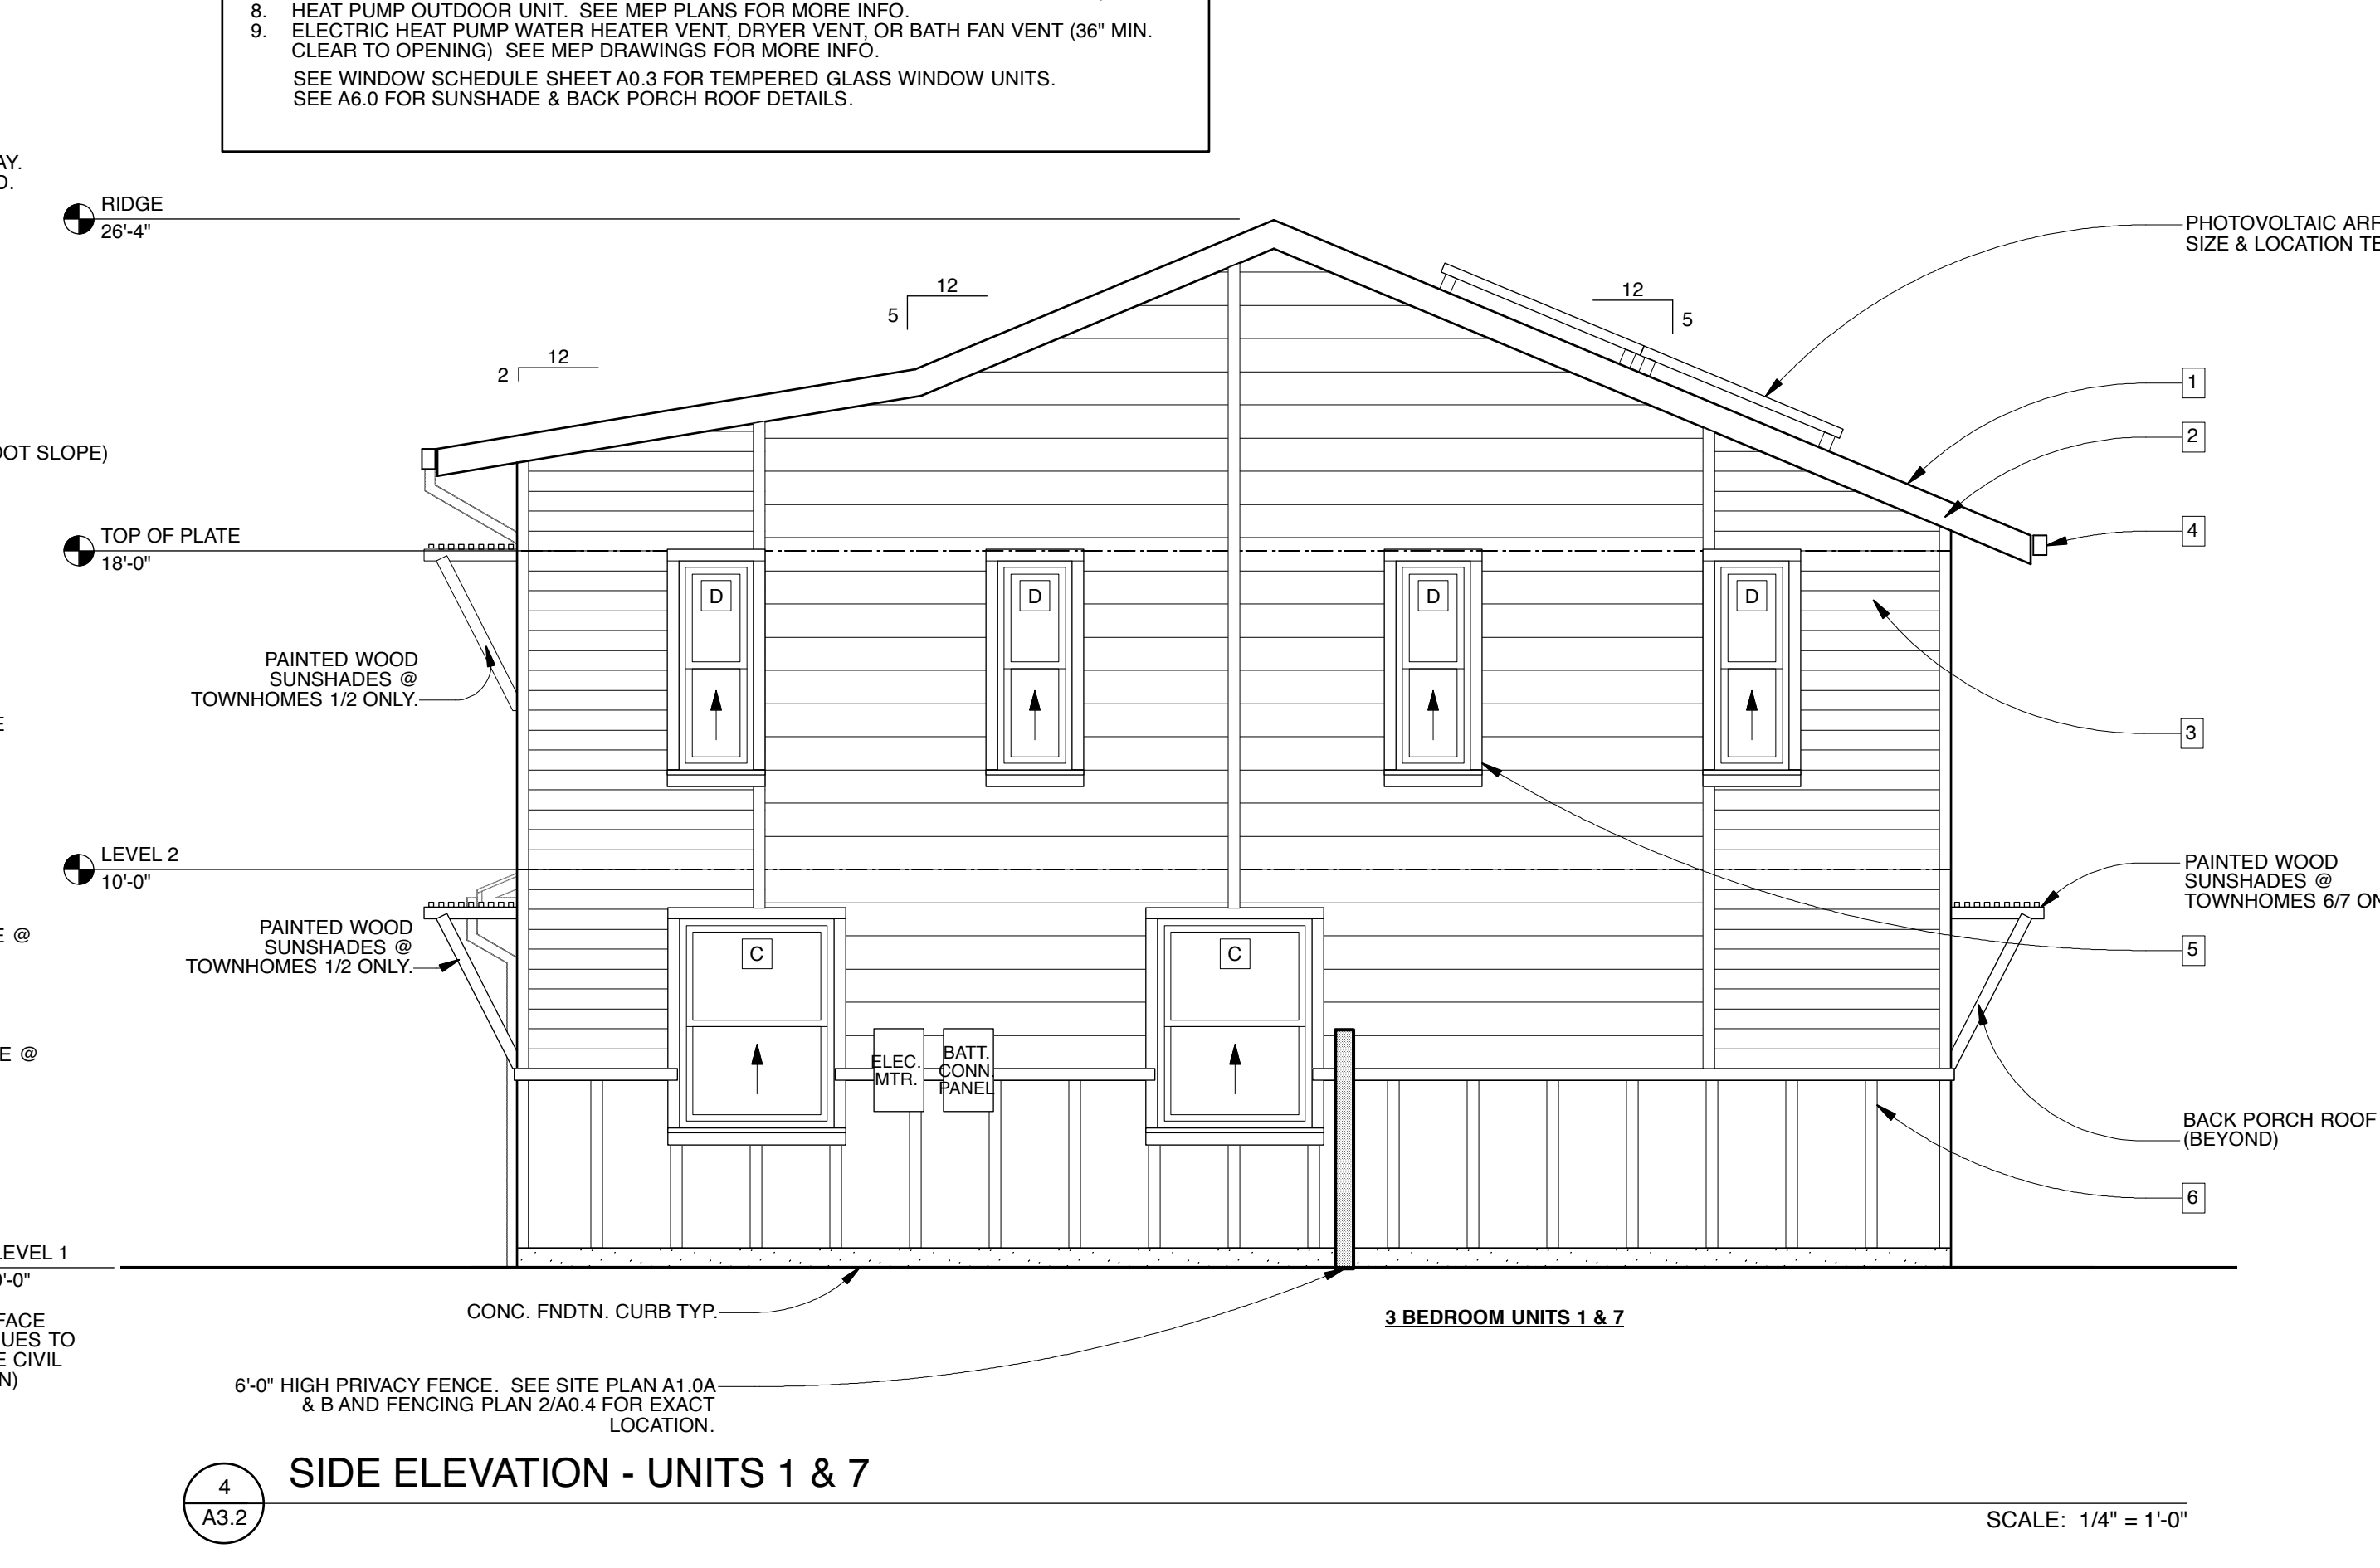 8. HEAT PUMP OUTDOOR UNIT. SEE MEP PLANS FOR MORE INFO.
9. ELECTRIC HEAT PUMP WATER HEATER VENT, DRYER VENT, OR BATH FAN VENT (36" MIN.
CLEAR TO OPENING) SEE MEP DRAWINGS FOR MORE INFO.
SEE WINDOW SCHEDULE SHEET A0.3 FOR TEMPERED GLASS WINDOW UNITS.
SEE A6.0 FOR SUNSHADE & BACK PORCH ROOF DETAILS.
RIDGE
26'-4"
PHOTOVOLTAIC
SIZE & LOCATION
12
5
12
5
12
2
1
2
SLOPE)
4
TOP OF PLATE
18'-0"
D
D
D
D
PAINTED WOOD
SUNSHADES @
TOWNHOMES 1/2 ONLY.
3
LEVEL 2
10'-0"
PAINTED WOOD
SUNSHADES @
TOWNHOMES 6/7
@
PAINTED WOOD
SUNSHADES @
TOWNHOMES 1/2 ONLY.
C
C
5
@
ELEC.
MTR.
BATT.
CONN.
PANEL
BACK PORCH ROOF
(BEYOND)
6
LEVEL 1
0'-0"
CONC. FNDTN. CURB TYP.
3 BEDROOM UNITS 1 & 7
TO
CIVIL
6'-0" HIGH PRIVACY FENCE. SEE SITE PLAN A1.0A
& B AND FENCING PLAN 2/A0.4 FOR EXACT
LOCATION.
4
A3.2
SIDE ELEVATION - UNITS 1 & 7
SCALE: 1/4" = 1'-0"